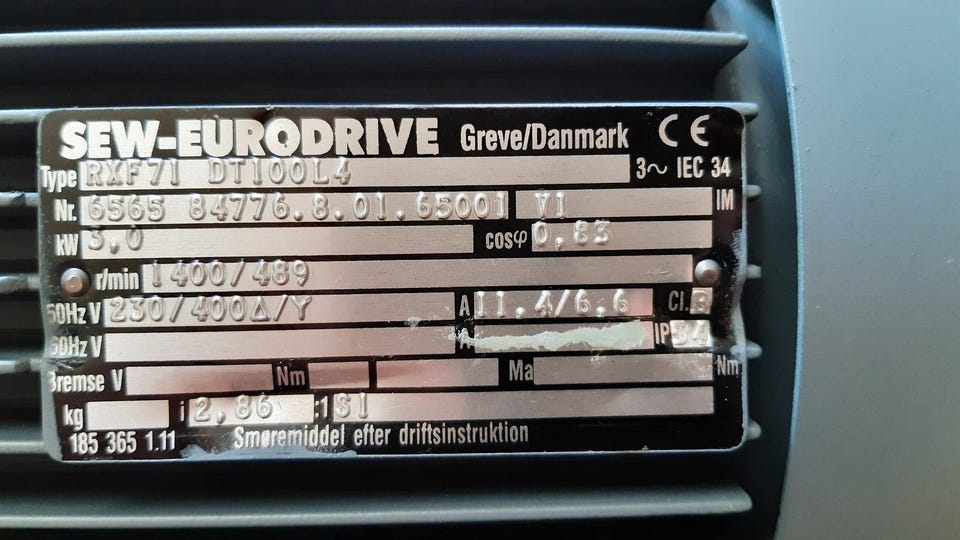 SEW-EURODRIVE Greve/Danmark CE
Type RXF71 DT100L4 3~ IEC 34
Nr. 6565 84776.8.01.65001 V1 IM
kW 3,0 cosφ 0,83
r/min 1400/489
50Hz V 230/400Δ/Y A 11,4/6,6 Cl. B
60Hz V A IP 54
Bremse V Nm Ma Nm
kg i 2,86 :1 SI
185 365 1.11 Smøremiddel efter driftsinstruktion